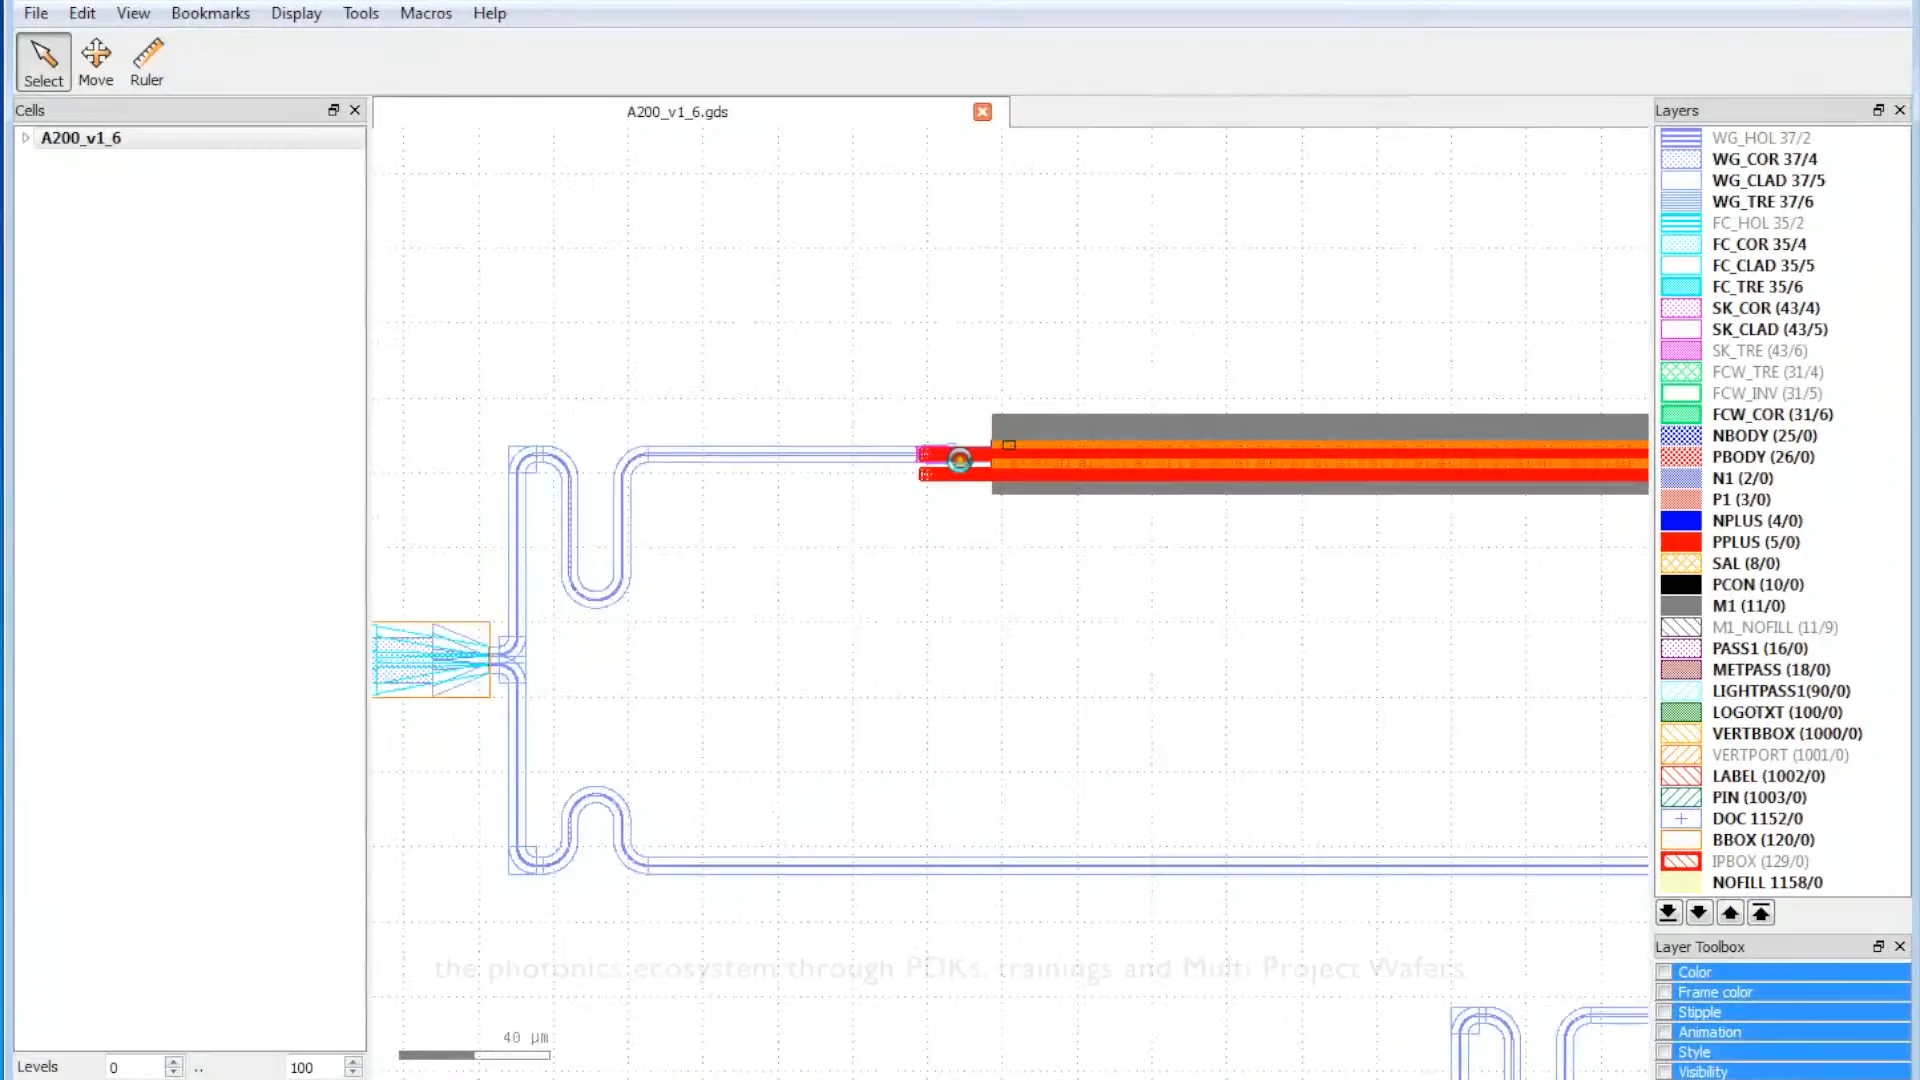 File Edit View Bookmarks Display Tools Macros Help
Select Move Ruler
Cells
A200_v1_6.gds
Layers
A200_v1_6
WG_HOL 37/2
WG_COR 37/4
WG_CLAD 37/5
WG_TRE 37/6
FC_HOL 35/2
FC_COR 35/4
FC_CLAD 35/5
FC_TRE 35/6
SK_COR (43/4)
SK_CLAD (43/5)
SK_TRE (43/6)
FCW_TRE (31/4)
FCW_INV (31/5)
FCW_COR (31/6)
NBODY (25/0)
PBODY (26/0)
N1 (2/0)
P1 (3/0)
NPLUS (4/0)
PPLUS (5/0)
SAL (8/0)
PCON (10/0)
M1 (11/0)
M1_NOFILL (11/9)
PASS1 (16/0)
METPASS (18/0)
LIGHTPASS1(90/0)
LOGOTXT (100/0)
VERTBBOX (1000/0)
VERTPORT (1001/0)
LABEL (1002/0)
PIN (1003/0)
DOC 1152/0
BBOX (120/0)
IPBOX (129/0)
NOFILL 1158/0
Layer Toolbox
Color
Frame color
Stipple
Animation
Style
Visibility
the photonics ecosystem through PDKs, trainings and Multi Project Wafers
40 µm
Levels 0 .. 100